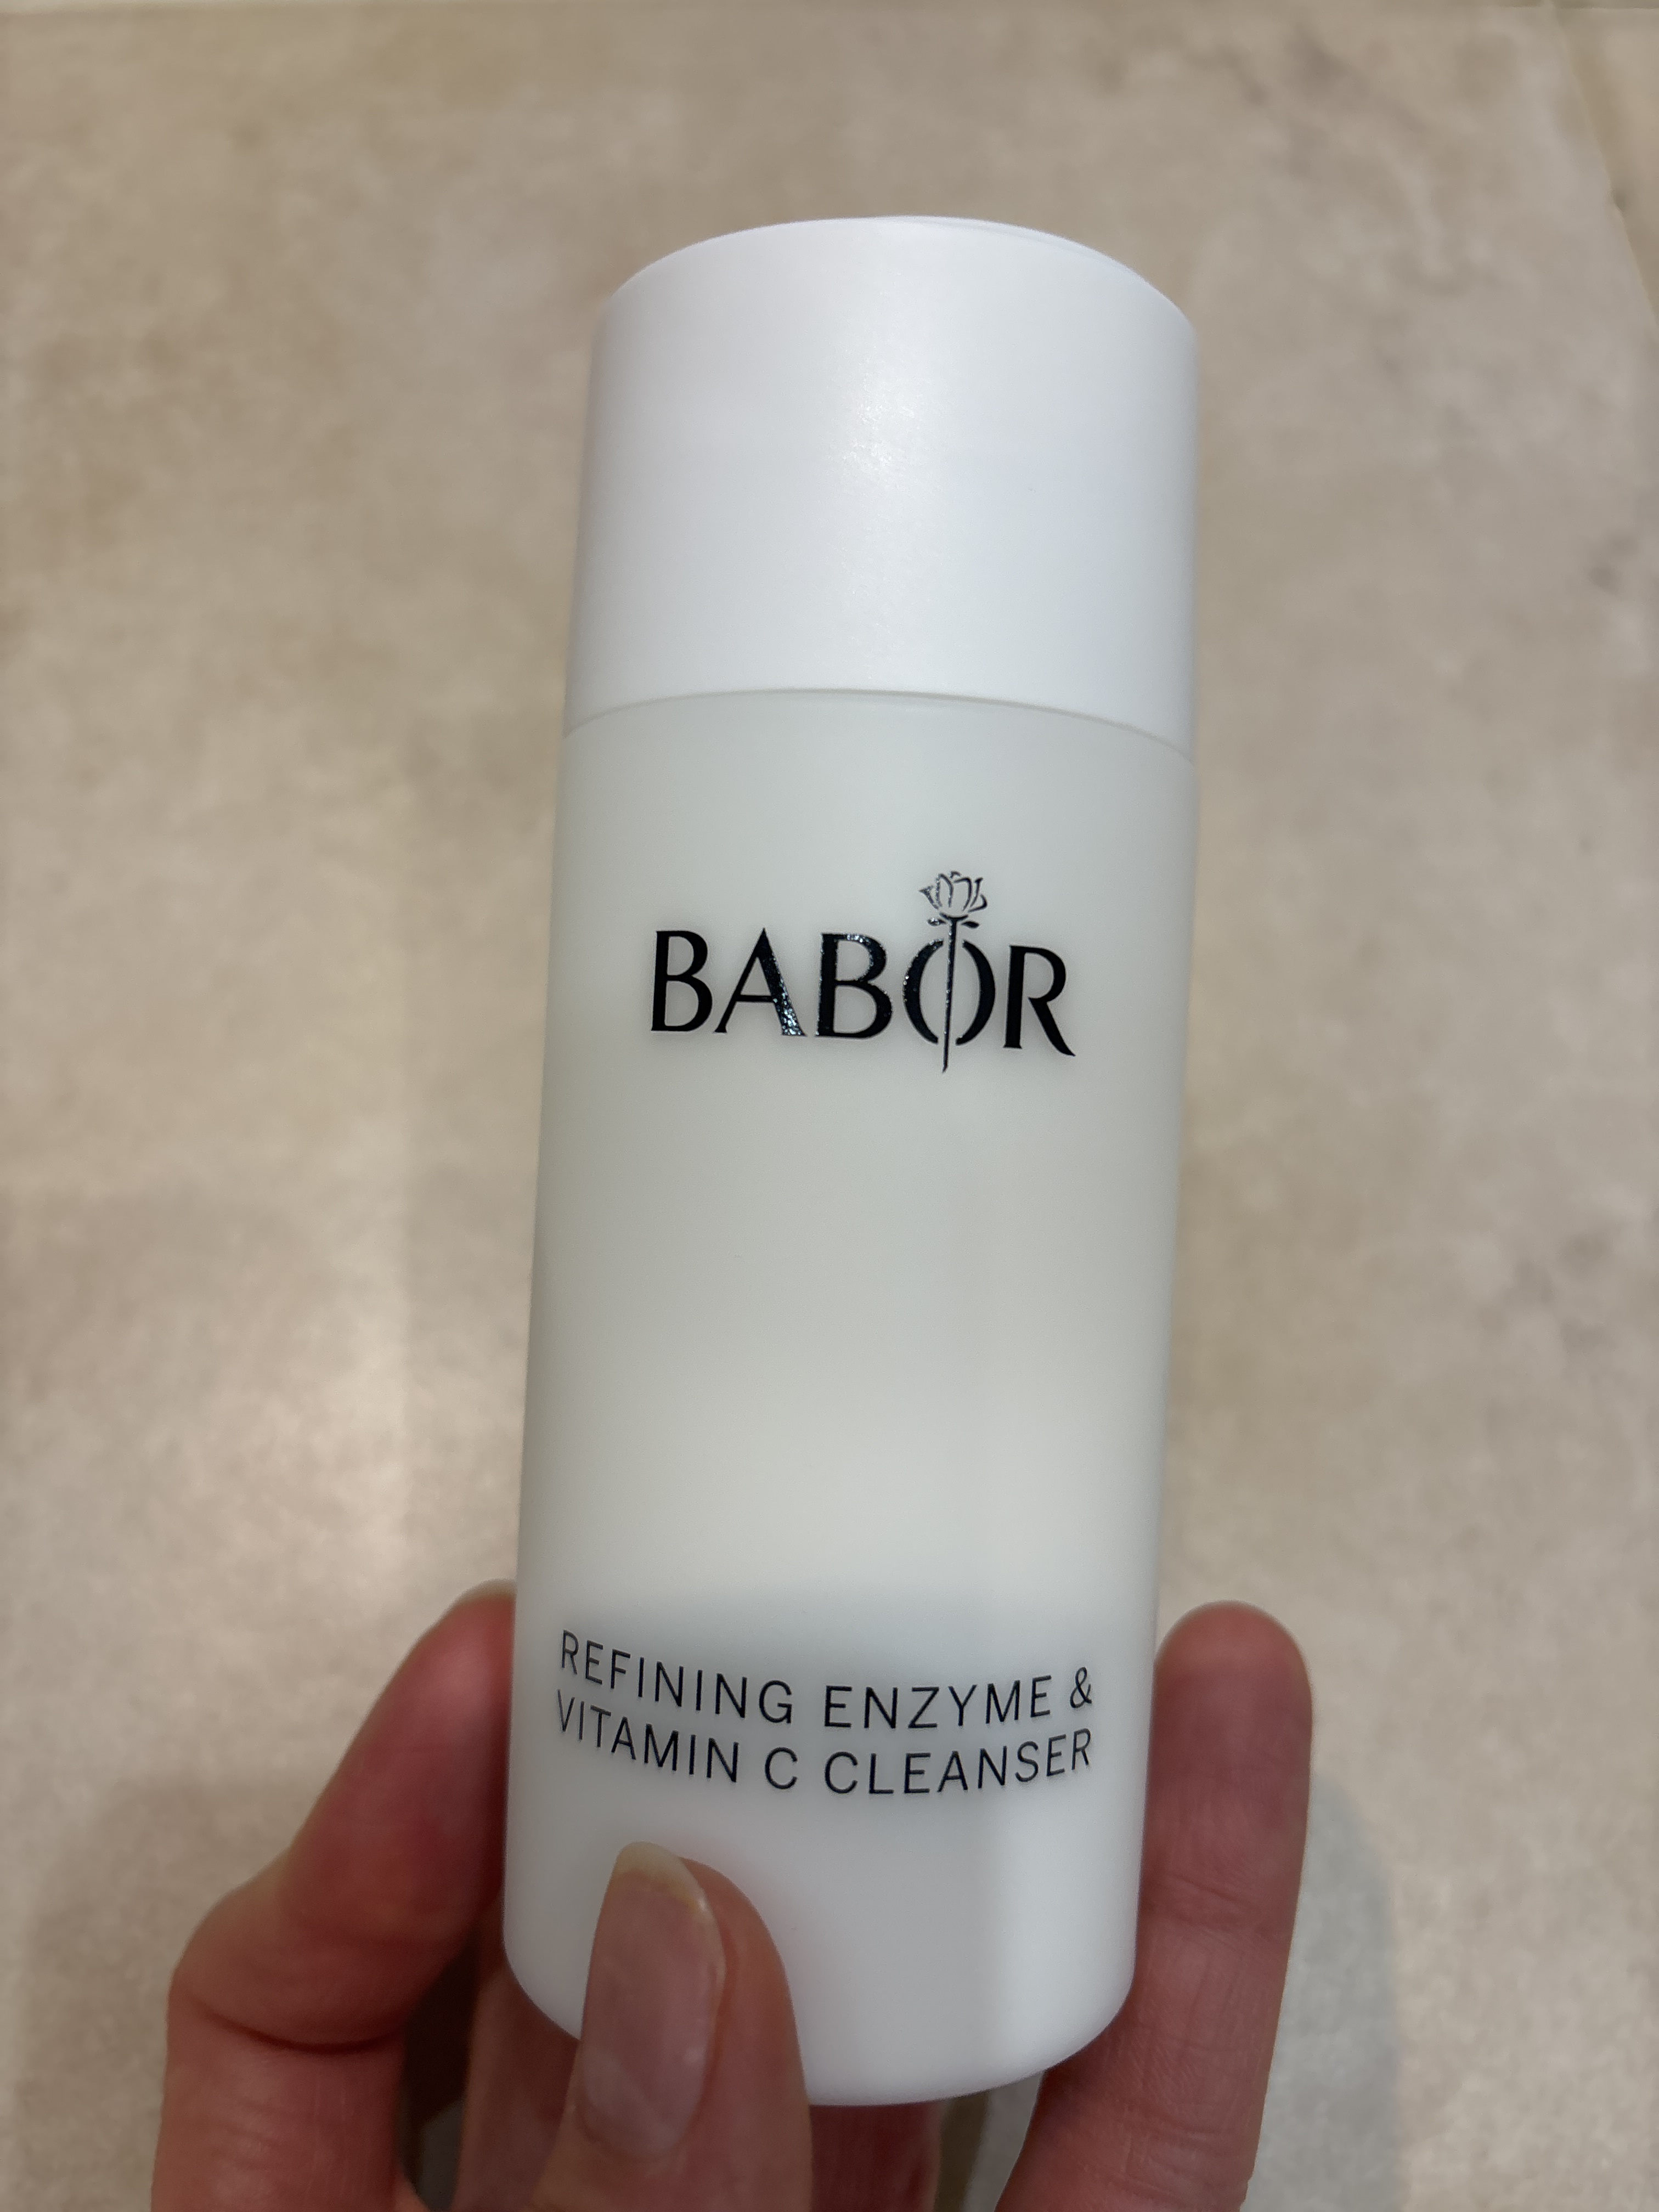 BABOR
REFINING ENZYME &
VITAMIN C CLEANSER